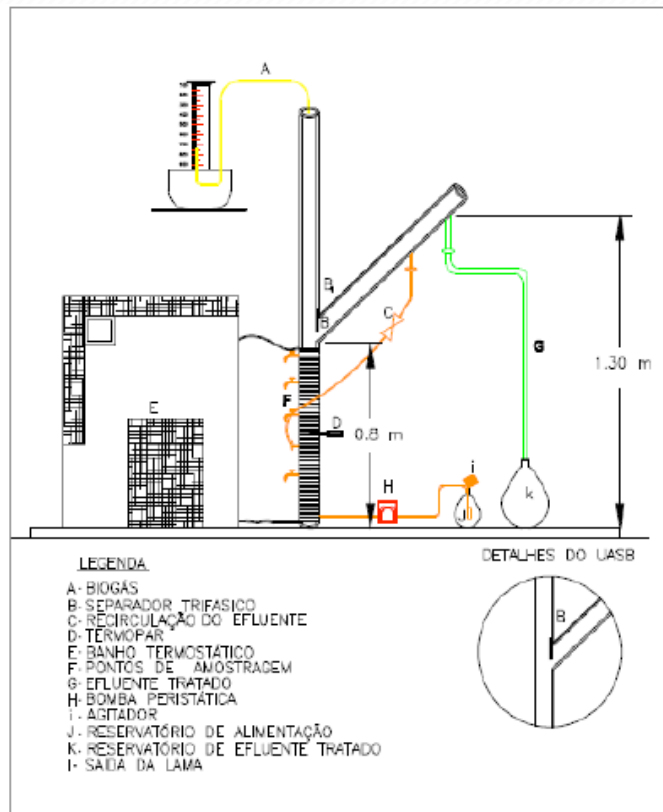 A
B
B
C
G
1.30 m
E
F
D
0.8 m
H
i
J
k
LEGENDA
DETALHES DO UASB
B
A- BIOGÁS
B- SEPARADOR TRIFASICO
C- RECIRCULAÇÃO DO EFLUENTE
D- TERMOPAR
E- BANHO TERMOSTÁTICO
F- PONTOS DE AMOSTRAGEM
G- EFLUENTE TRATADO
H- BOMBA PERISTÁTICA
i- AGITADOR
J- RESERVATÓRIO DE ALIMENTAÇÃO
K- RESERVATÓRIO DE EFLUENTE TRATADO
I- SAIDA DA LAMA